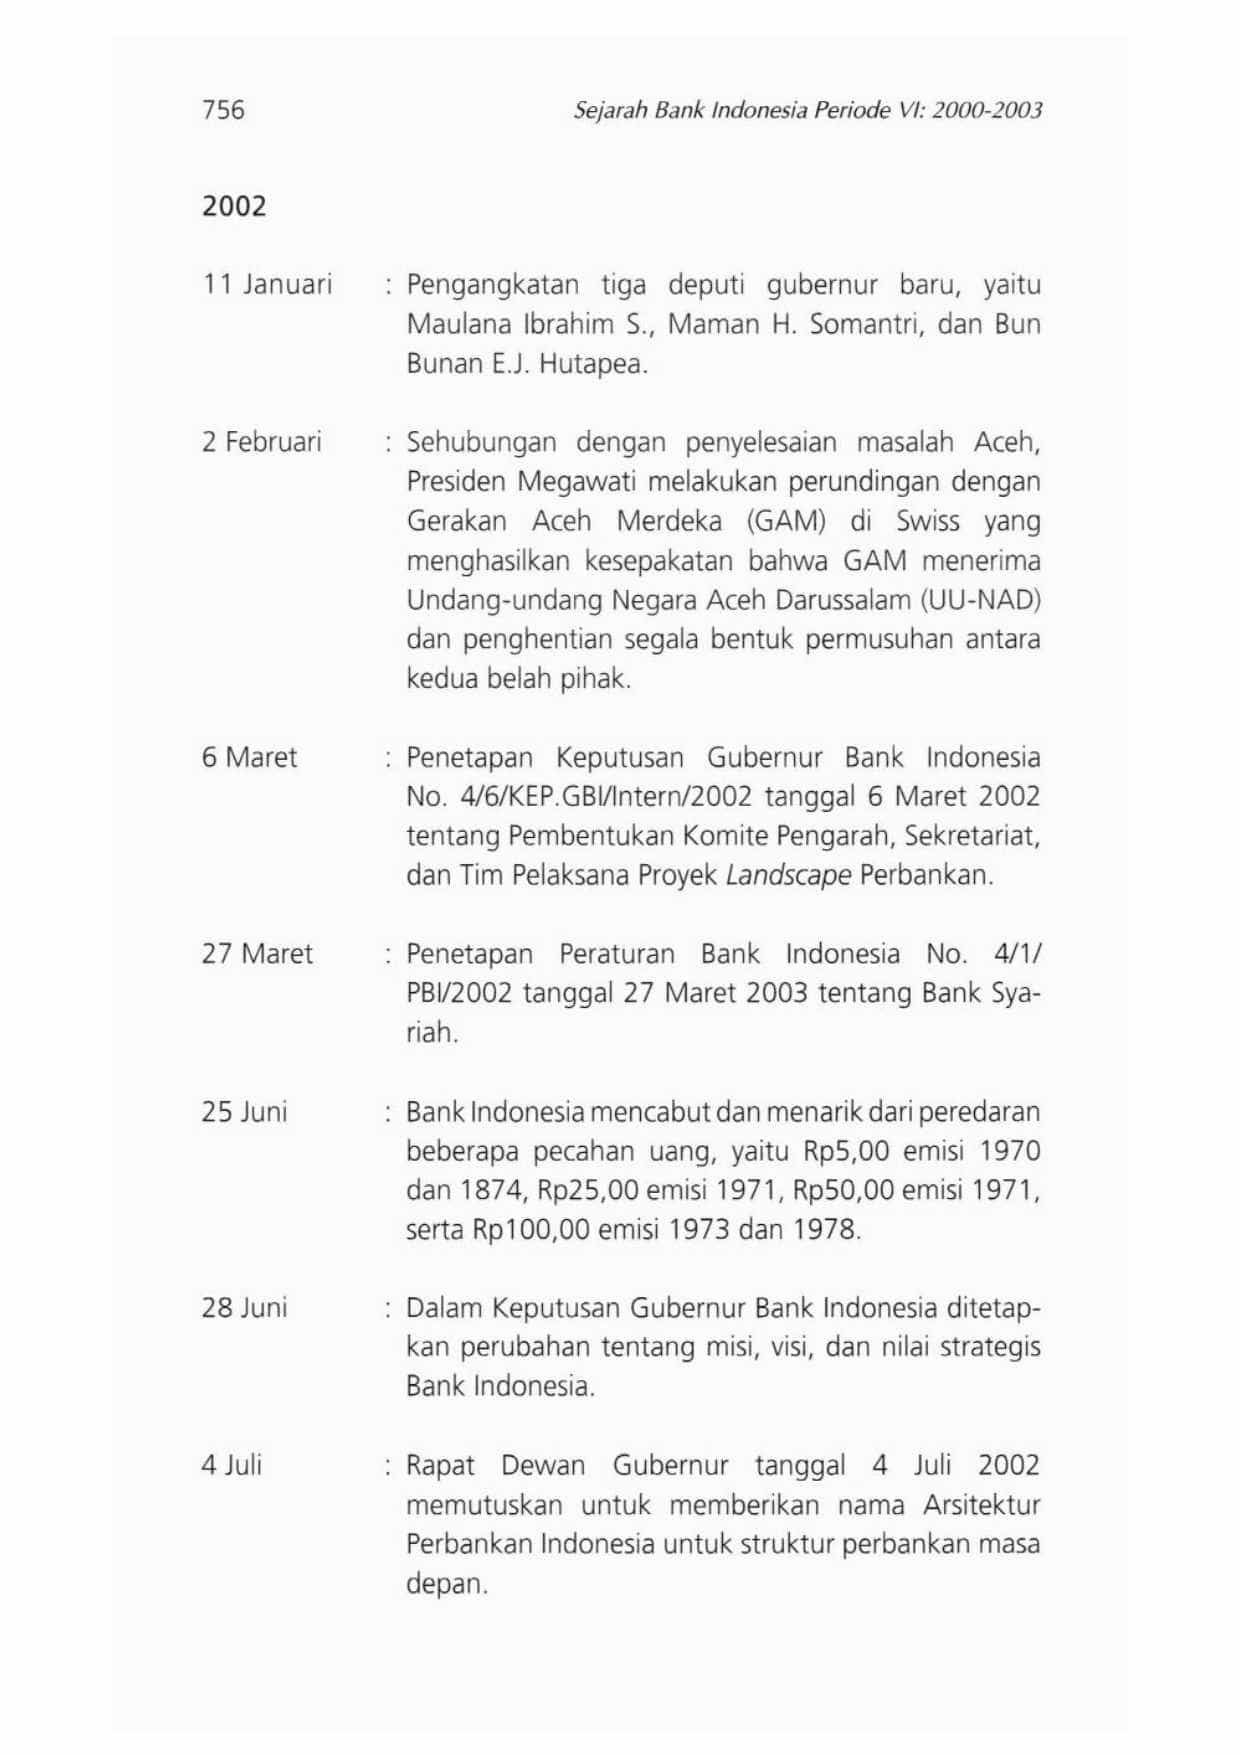 756 Sejarah Bank Indonesia Periode VI: 2000-2003
2002
11 Januari : Pengangkatan tiga deputi gubernur baru, yaitu
Maulana Ibrahim S., Maman H. Somantri, dan Bun
Bunan E.J. Hutapea.
2 Februari : Sehubungan dengan penyelesaian masalah Aceh,
Presiden Megawati melakukan perundingan dengan
Gerakan Aceh Merdeka (GAM) di Swiss yang
menghasilkan kesepakatan bahwa GAM menerima
Undang-undang Negara Aceh Darussalam (UU-NAD)
dan penghentian segala bentuk permusuhan antara
kedua belah pihak.
6 Maret : Penetapan Keputusan Gubernur Bank Indonesia
No. 4/6/KEP.GBI/Intern/2002 tanggal 6 Maret 2002
tentang Pembentukan Komite Pengarah, Sekretariat,
dan Tim Pelaksana Proyek Landscape Perbankan.
27 Maret : Penetapan Peraturan Bank Indonesia No. 4/1/
PBI/2002 tanggal 27 Maret 2003 tentang Bank Sya-
riah.
25 Juni : Bank Indonesia mencabut dan menarik dari peredaran
beberapa pecahan uang, yaitu Rp5,00 emisi 1970
dan 1874, Rp25,00 emisi 1971, Rp50,00 emisi 1971,
serta Rp100,00 emisi 1973 dan 1978.
28 Juni : Dalam Keputusan Gubernur Bank Indonesia ditetap-
kan perubahan tentang misi, visi, dan nilai strategis
Bank Indonesia.
4 Juli : Rapat Dewan Gubernur tanggal 4 Juli 2002
memutuskan untuk memberikan nama Arsitektur
Perbankan Indonesia untuk struktur perbankan masa
depan.